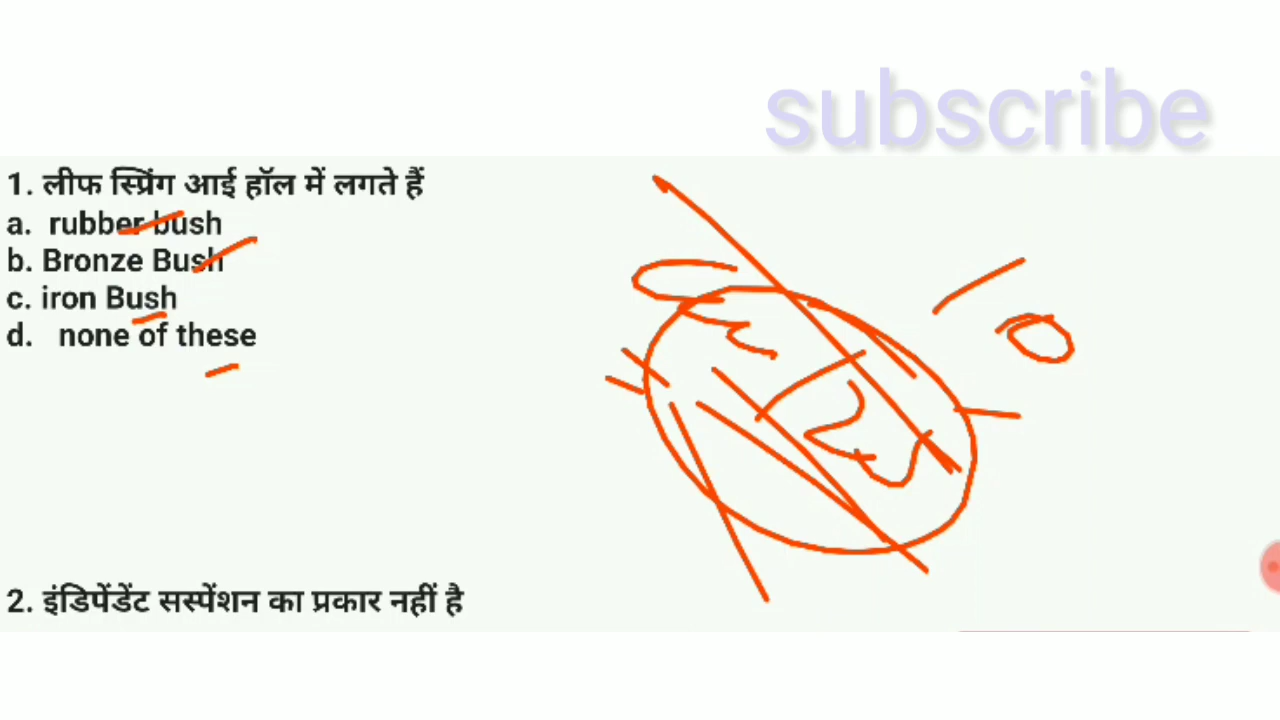 subscribe
1. लीफ स्प्रिंग आई हॉल में लगते हैं
a. rubber bush
b. Bronze Bush
c. iron Bush
d. none of these
2. इंडिपेंडेंट सस्पेंशन का प्रकार नहीं है